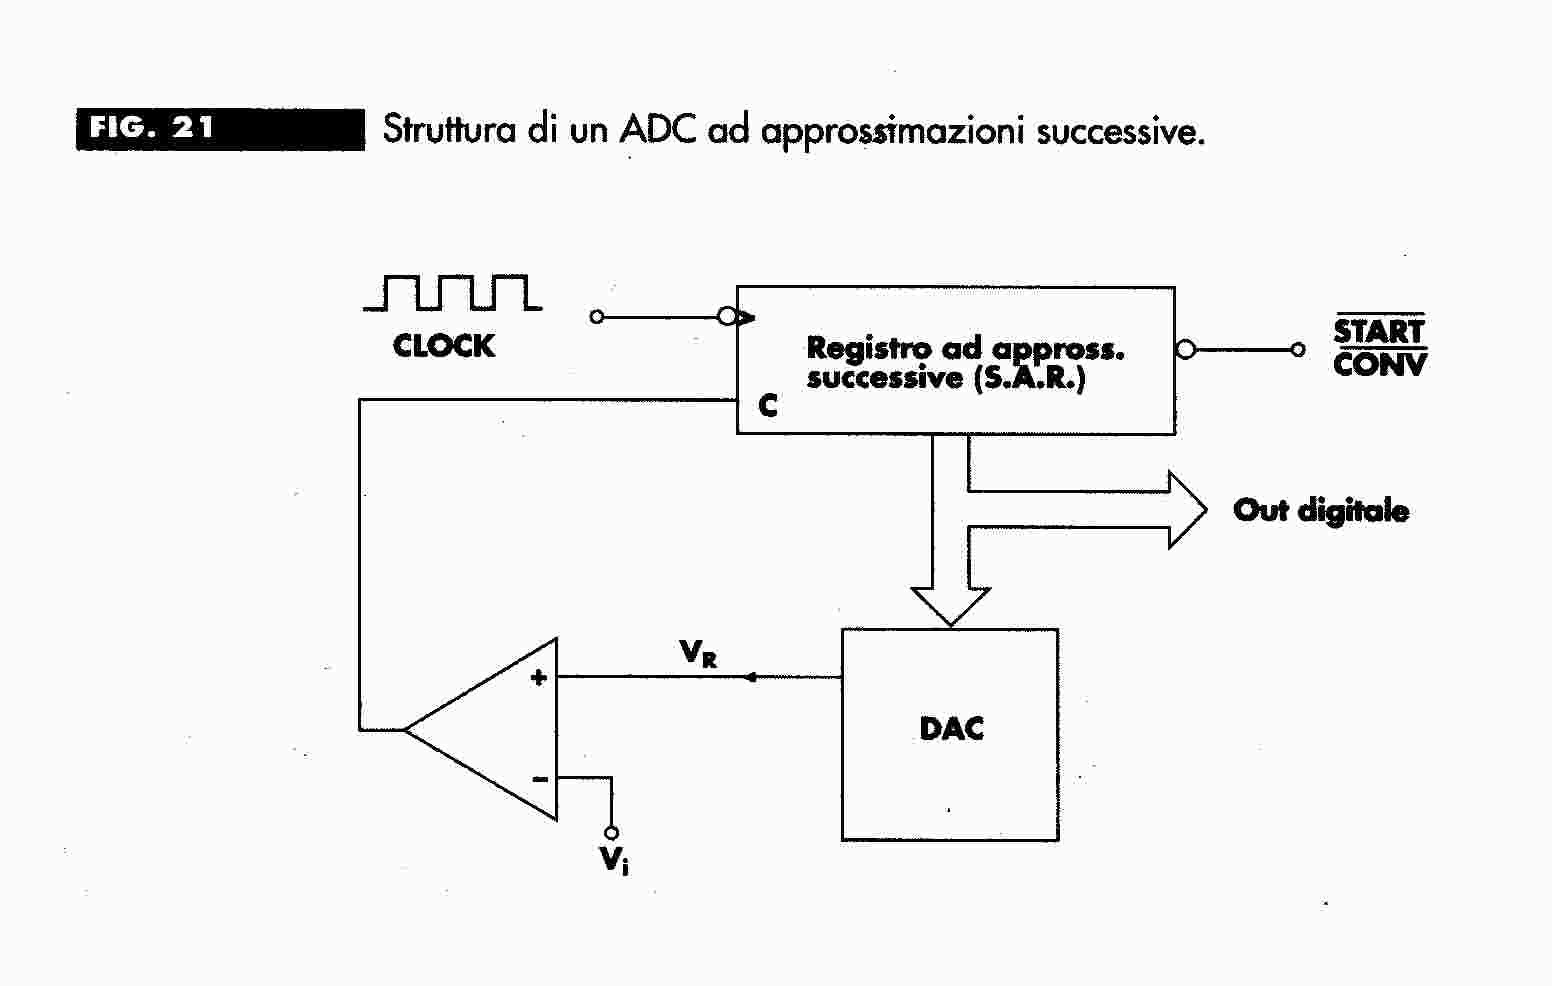 FIG. 21 Struttura di un ADC ad approssimazioni successive.
CLOCK
Registro ad appross.
successive (S.A.R.)
C
START
CONV
Out digitale
VR
+
DAC
-
Vi